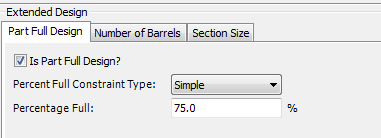 Extended Design
Part Full Design Number of Barrels Section Size
Is Part Full Design?
Percent Full Constraint Type: Simple
Percentage Full: 75.0 %